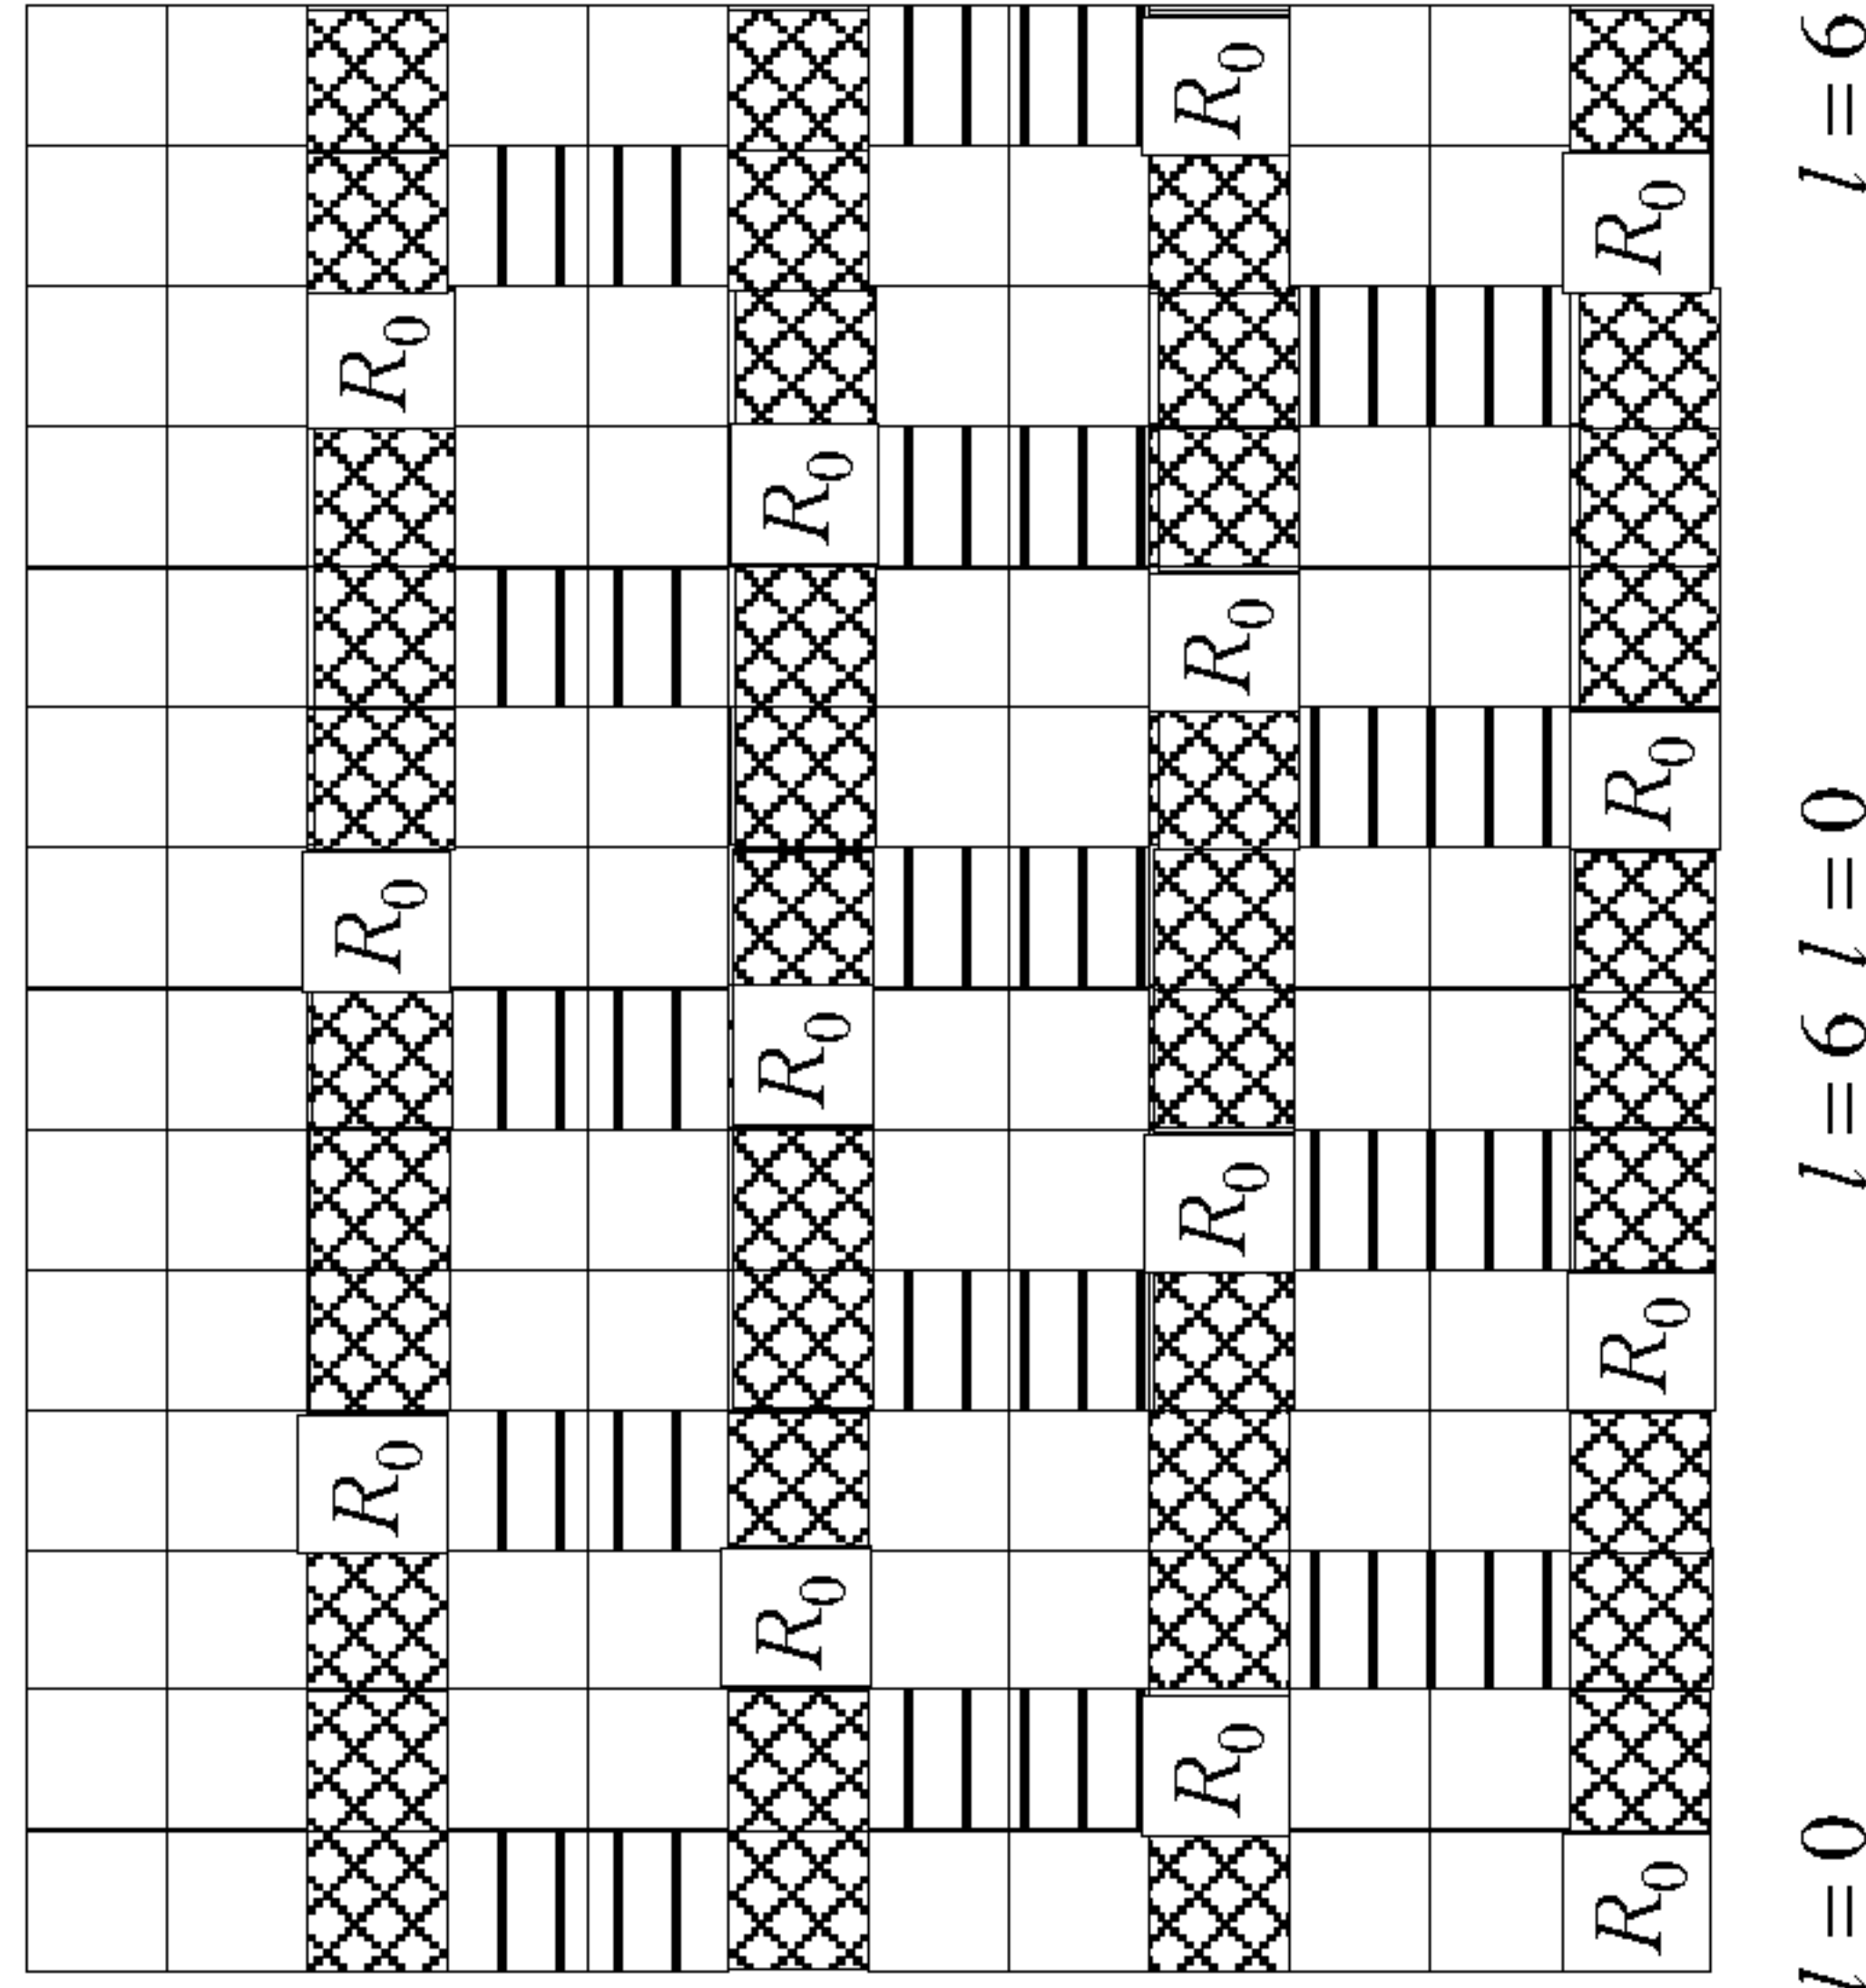 R₀ R₀ R₀
R₀ R₀ R₀
R₀ R₀ R₀ R₀
R₀ R₀ R₀ R₀
l = 0 l = 6 l = 0 l = 6